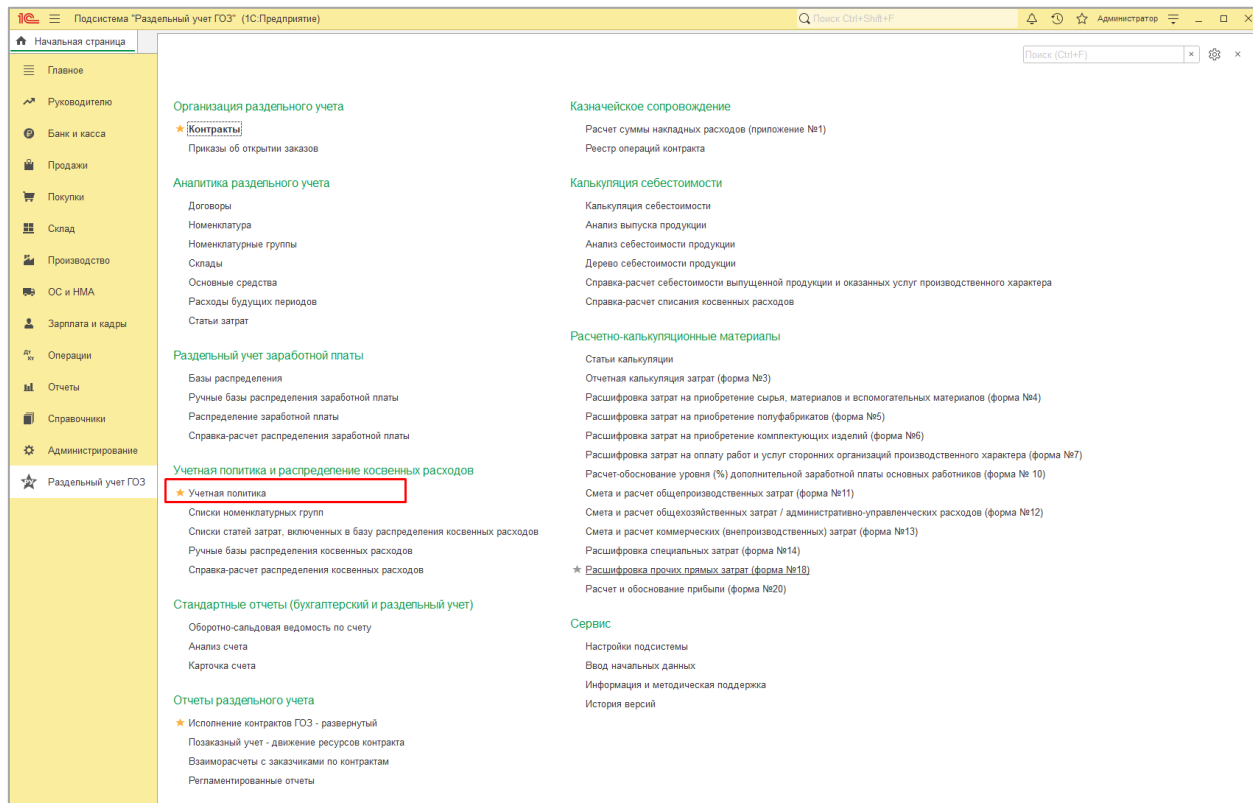 1С Подсистема "Раздельный учет ГОЗ" (1С:Предприятие) Поиск Ctrl+Shift+F Администратор
Начальная страница
Поиск (Ctrl+F)
Главное
Руководителю
Банк и касса
Продажи
Покупки
Склад
Производство
ОС и НМА
Зарплата и кадры
Дт Кт Операции
Отчеты
Справочники
Администрирование
Раздельный учет ГОЗ
Организация раздельного учета
Контракты
Приказы об открытии заказов
Аналитика раздельного учета
Договоры
Номенклатура
Номенклатурные группы
Склады
Основные средства
Расходы будущих периодов
Статьи затрат
Раздельный учет заработной платы
Базы распределения
Ручные базы распределения заработной платы
Распределение заработной платы
Справка-расчет распределения заработной платы
Учетная политика и распределение косвенных расходов
Учетная политика
Списки номенклатурных групп
Списки статей затрат, включенных в базу распределения косвенных расходов
Ручные базы распределения косвенных расходов
Справка-расчет распределения косвенных расходов
Стандартные отчеты (бухгалтерский и раздельный учет)
Оборотно-сальдовая ведомость по счету
Анализ счета
Карточка счета
Отчеты раздельного учета
Исполнение контрактов ГОЗ - развернутый
Позаказный учет - движение ресурсов контракта
Взаиморасчеты с заказчиками по контрактам
Регламентированные отчеты
Казначейское сопровождение
Расчет суммы накладных расходов (приложение №1)
Реестр операций контракта
Калькуляция себестоимости
Калькуляция себестоимости
Анализ выпуска продукции
Анализ себестоимости продукции
Дерево себестоимости продукции
Справка-расчет себестоимости выпущенной продукции и оказанных услуг производственного характера
Справка-расчет списания косвенных расходов
Расчетно-калькуляционные материалы
Статьи калькуляции
Отчетная калькуляция затрат (форма №3)
Расшифровка затрат на приобретение сырья, материалов и вспомогательных материалов (форма №4)
Расшифровка затрат на приобретение полуфабрикатов (форма №5)
Расшифровка затрат на приобретение комплектующих изделий (форма №6)
Расшифровка затрат на оплату работ и услуг сторонних организаций производственного характера (форма №7)
Расчет-обоснование уровня (%) дополнительной заработной платы основных работников (форма № 10)
Смета и расчет общепроизводственных затрат (форма №11)
Смета и расчет общехозяйственных затрат / административно-управленческих расходов (форма №12)
Смета и расчет коммерческих (внепроизводственных) затрат (форма №13)
Расшифровка специальных затрат (форма №14)
Расшифровка прочих прямых затрат (форма №18)
Расчет и обоснование прибыли (форма №20)
Сервис
Настройки подсистемы
Ввод начальных данных
Информация и методическая поддержка
История версий